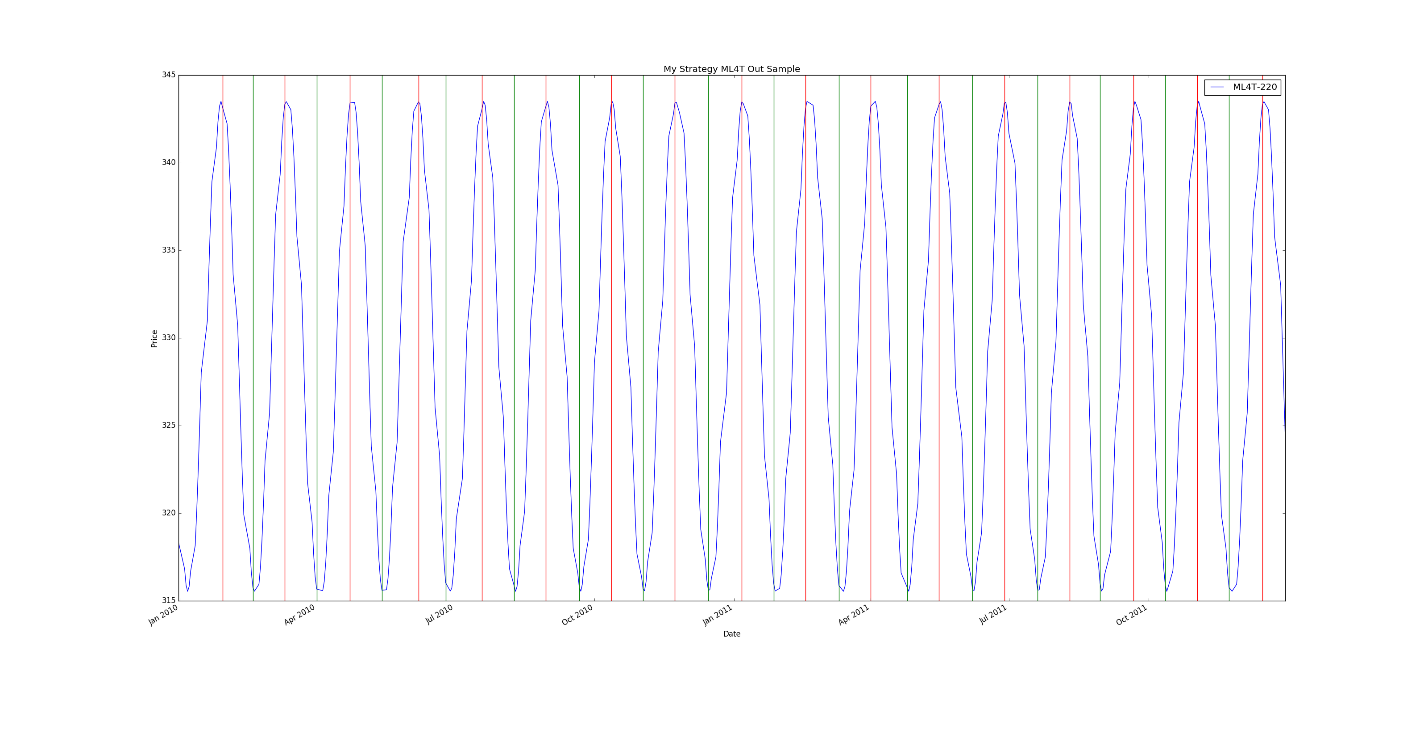 My Strategy ML4T Out Sample
ML4T-220
345
340
335
330
325
320
315
Price
Jan 2010
Apr 2010
Jul 2010
Oct 2010
Jan 2011
Apr 2011
Jul 2011
Oct 2011
Date